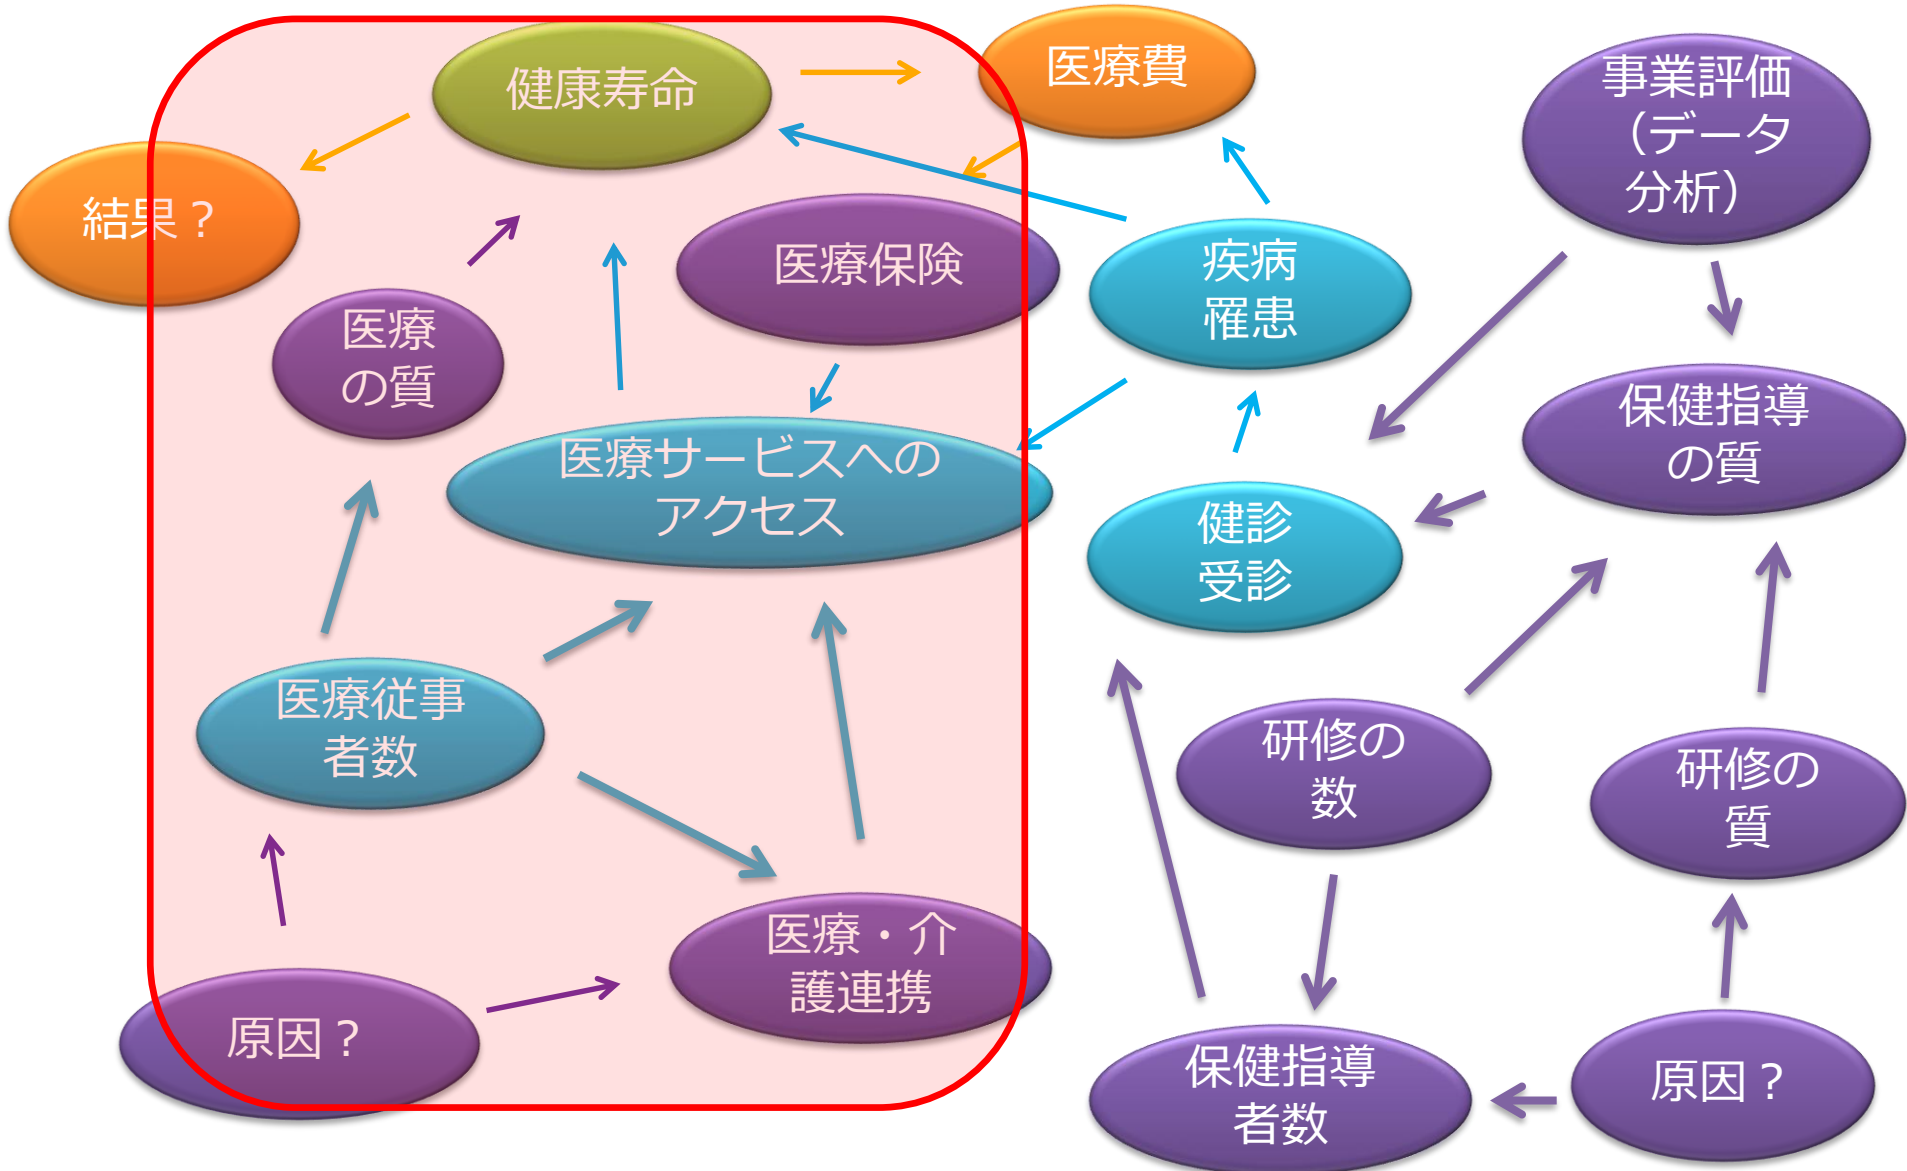 健康寿命
医療費
事業評価
（データ
分析）
結果？
医療保険
疾病
罹患
医療
の質
保健指導
の質
医療サービスへの
アクセス
健診
受診
医療従事
者数
研修の
数
研修の
質
医療・介
護連携
原因？
保健指導
者数
原因？